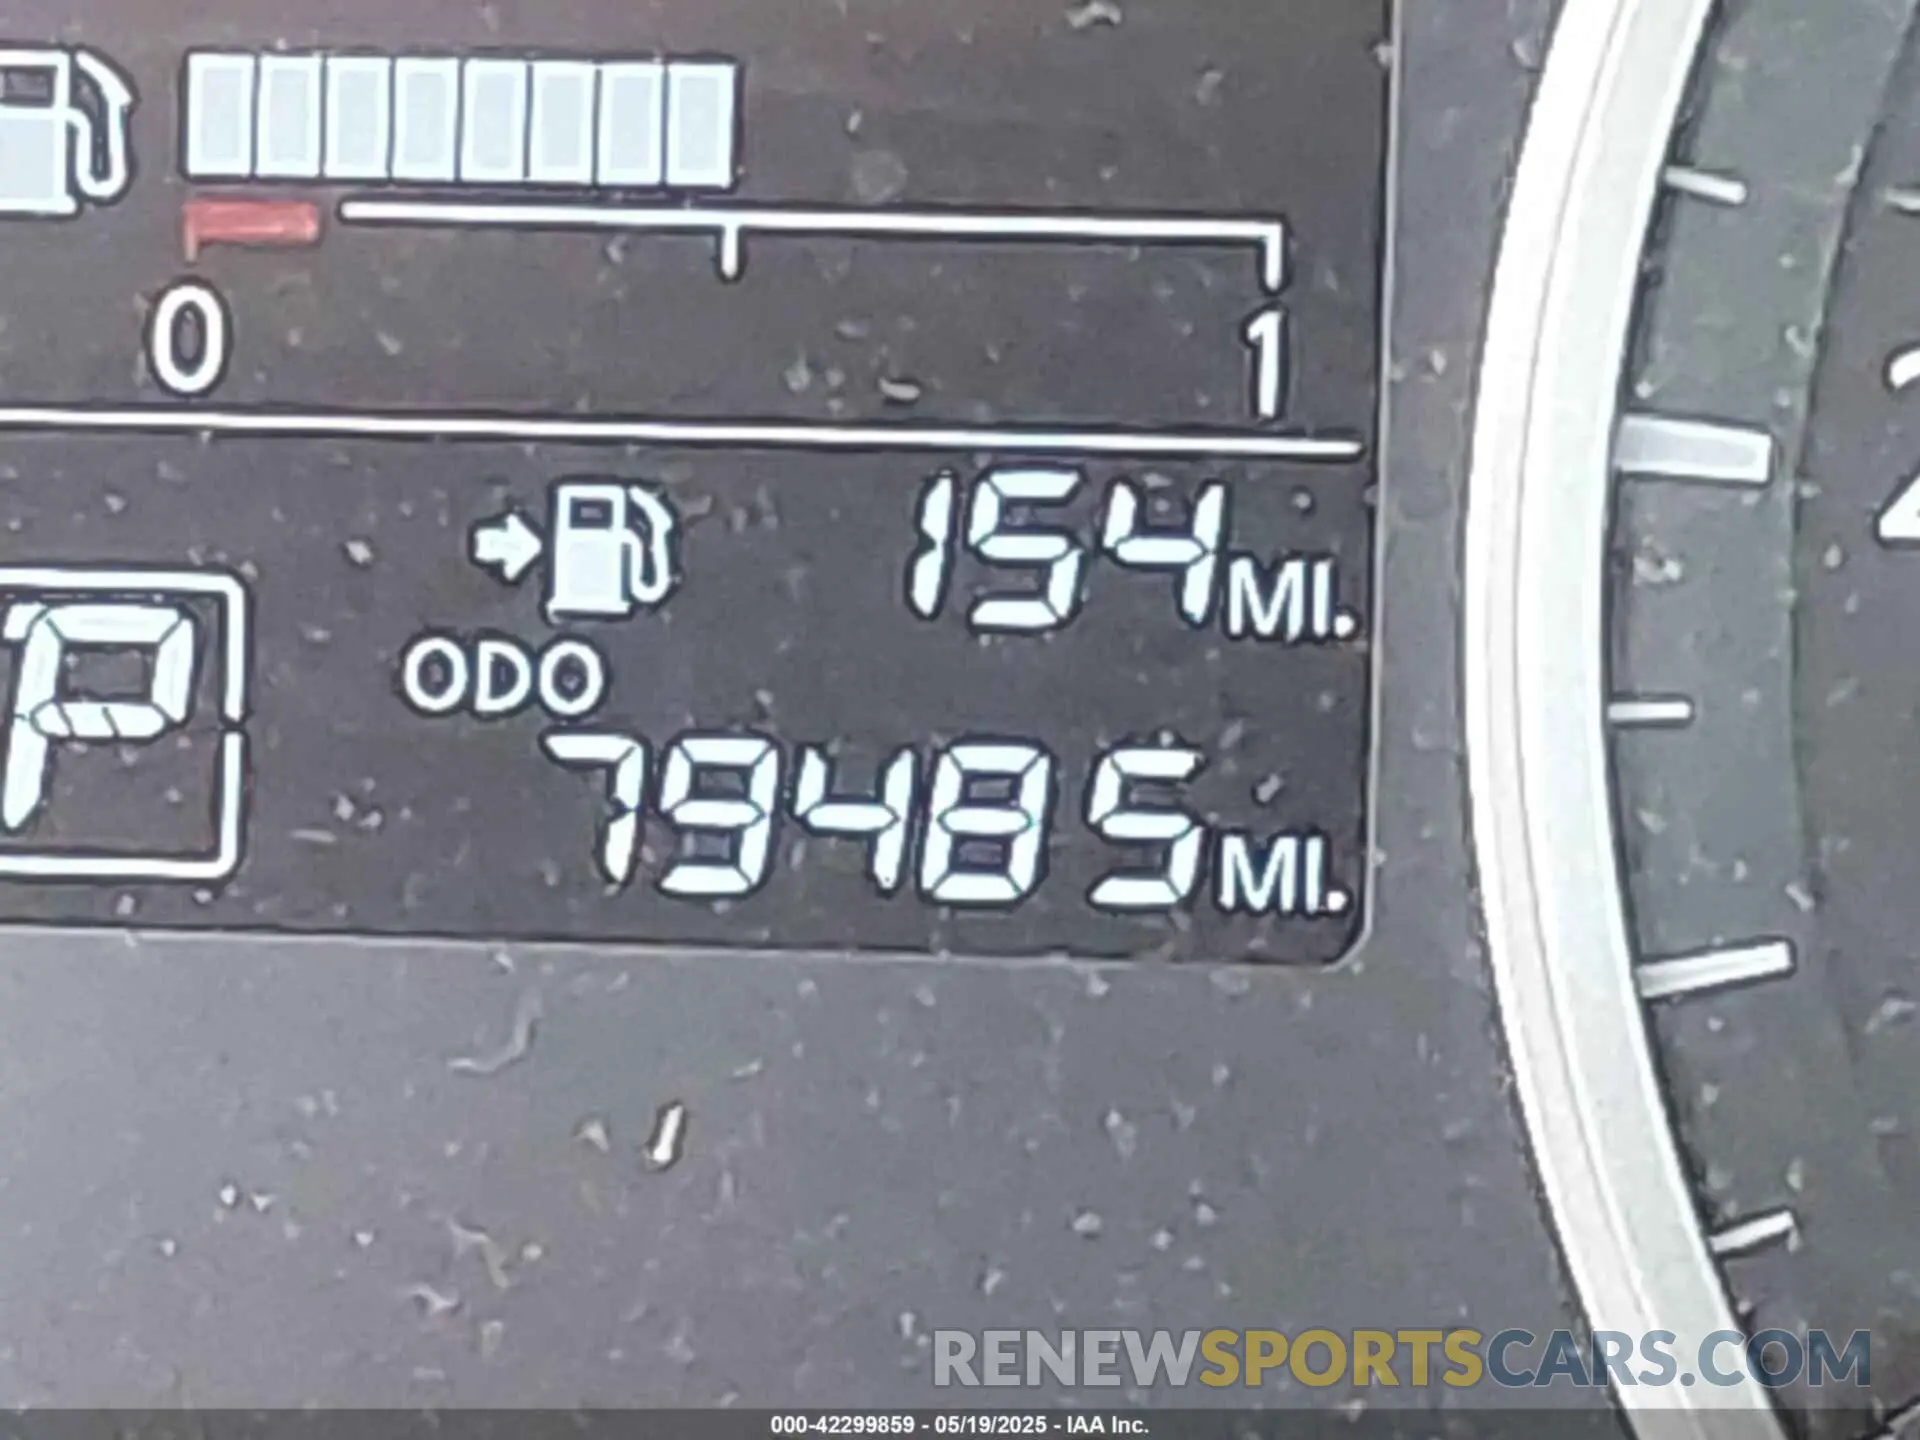 0 1
154 MI.
ODO
P
79485 MI.
RENEWSPORTSCARS.COM
000-42299859 - 05/19/2025 - IAA Inc.